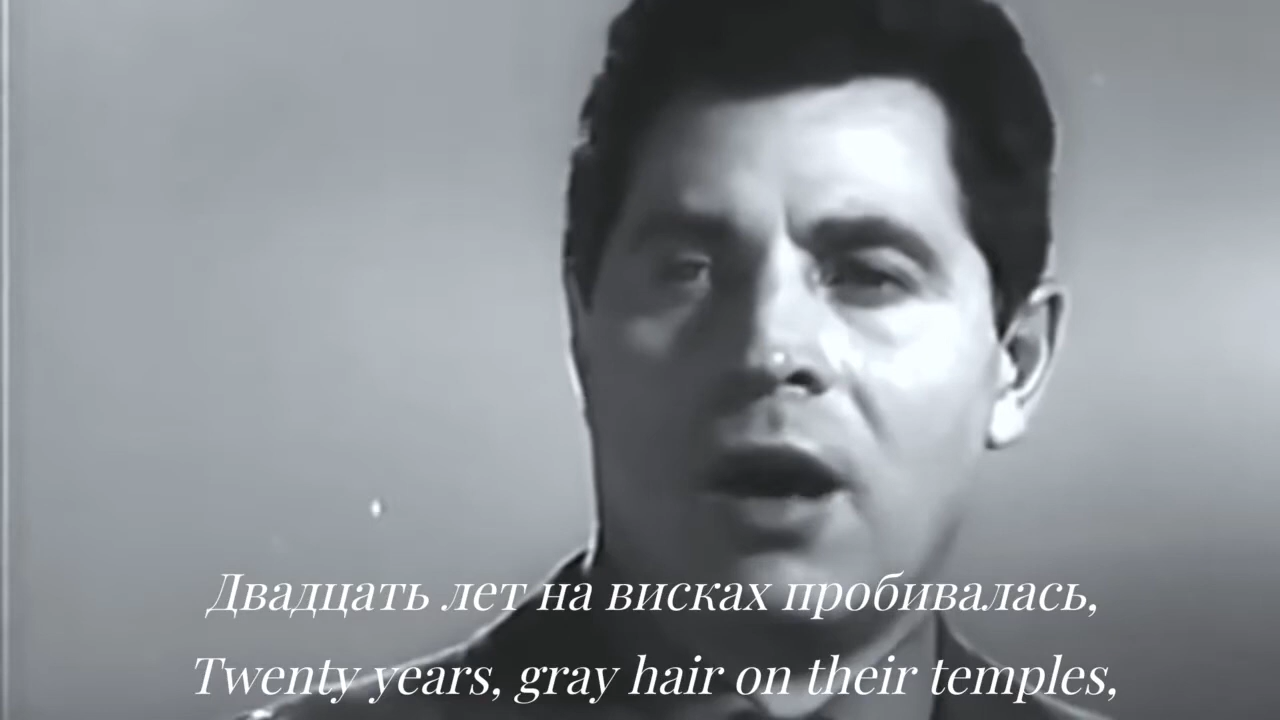 Двадцать лет на висках пробивалась,
Twenty years, gray hair on their temples,